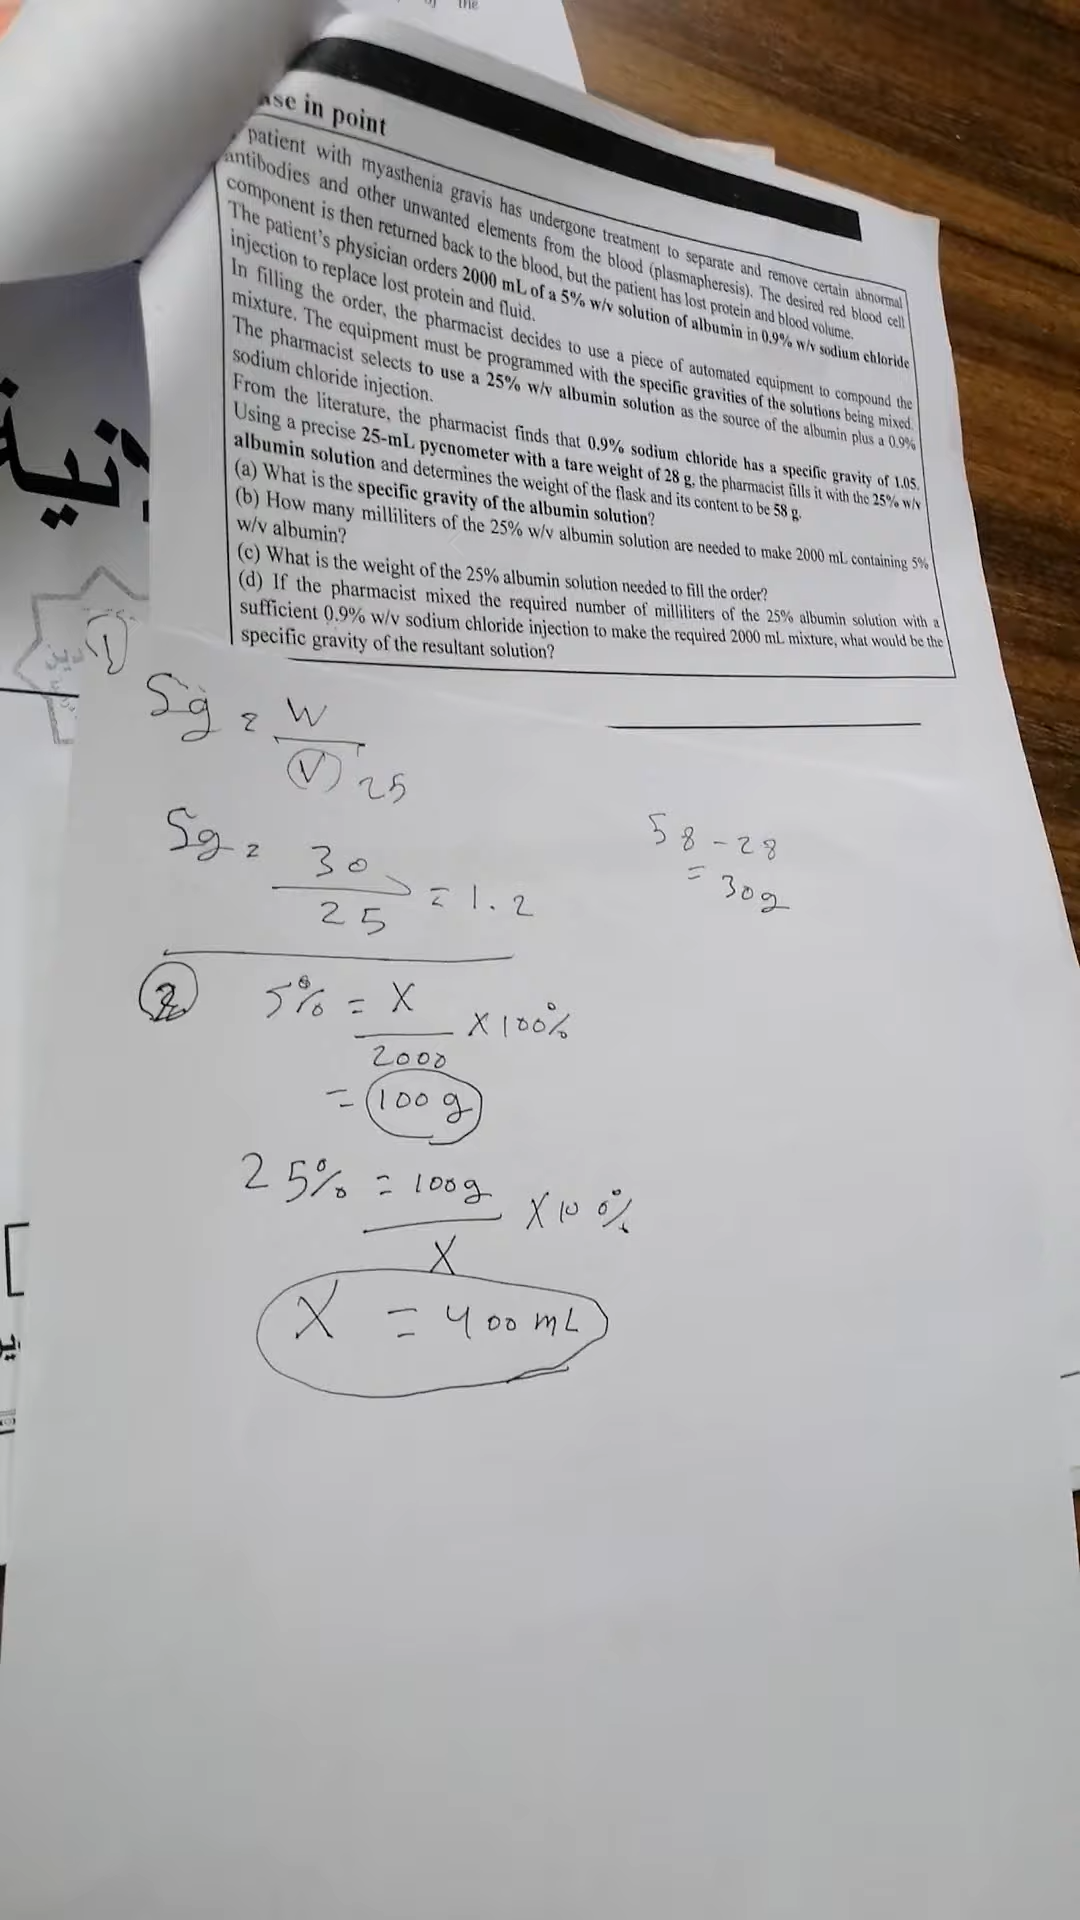 the
ase in point
patient with myasthenia gravis has undergone treatment to separate and remove certain abnormal
antibodies and other unwanted elements from the blood (plasmapheresis). The desired red blood cell
component is then returned back to the blood, but the patient has lost protein and blood volume.
The patient's physician orders 2000 mL of a 5% w/v solution of albumin in 0.9% w/v sodium chloride
injection to replace lost protein and fluid.
In filling the order, the pharmacist decides to use a piece of automated equipment to compound the
mixture. The equipment must be programmed with the specific gravities of the solutions being mixed.
The pharmacist selects to use a 25% w/v albumin solution as the source of the albumin plus a 0.9%
sodium chloride injection.
From the literature, the pharmacist finds that 0.9% sodium chloride has a specific gravity of 1.05.
Using a precise 25-mL pycnometer with a tare weight of 28 g, the pharmacist fills it with the 25% w/v
albumin solution and determines the weight of the flask and its content to be 58 g.
(a) What is the specific gravity of the albumin solution?
(b) How many milliliters of the 25% w/v albumin solution are needed to make 2000 mL containing 5%
w/v albumin?
(c) What is the weight of the 25% albumin solution needed to fill the order?
(d) If the pharmacist mixed the required number of milliliters of the 25% albumin solution with a
sufficient 0.9% w/v sodium chloride injection to make the required 2000 mL mixture, what would be the
specific gravity of the resultant solution?
1
Sg = W
V 25
Sg = 30
25 = 1.2
58 - 28
= 30g
2
5% = X
2000 X 100%
= 100 g
25% = 100g
X X 100%
X = 400 mL